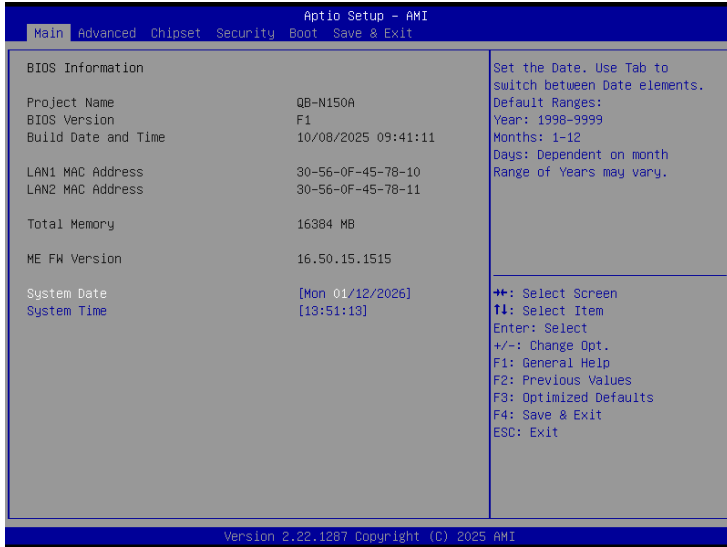 Aptio Setup - AMI
Main Advanced Chipset Security Boot Save & Exit
BIOS Information
Project Name QB-N150A
BIOS Version F1
Build Date and Time 10/08/2025 09:41:11
LAN1 MAC Address 30-56-0F-45-78-10
LAN2 MAC Address 30-56-0F-45-78-11
Total Memory 16384 MB
ME FW Version 16.50.15.1515
System Date [Mon 01/12/2026]
System Time [13:51:13]
Set the Date. Use Tab to
switch between Date elements.
Default Ranges:
Year: 1998-9999
Months: 1-12
Days: Dependent on month
Range of Years may vary.
→←: Select Screen
↑↓: Select Item
Enter: Select
+/-: Change Opt.
F1: General Help
F2: Previous Values
F3: Optimized Defaults
F4: Save & Exit
ESC: Exit
Version 2.22.1287 Copyright (C) 2025 AMI